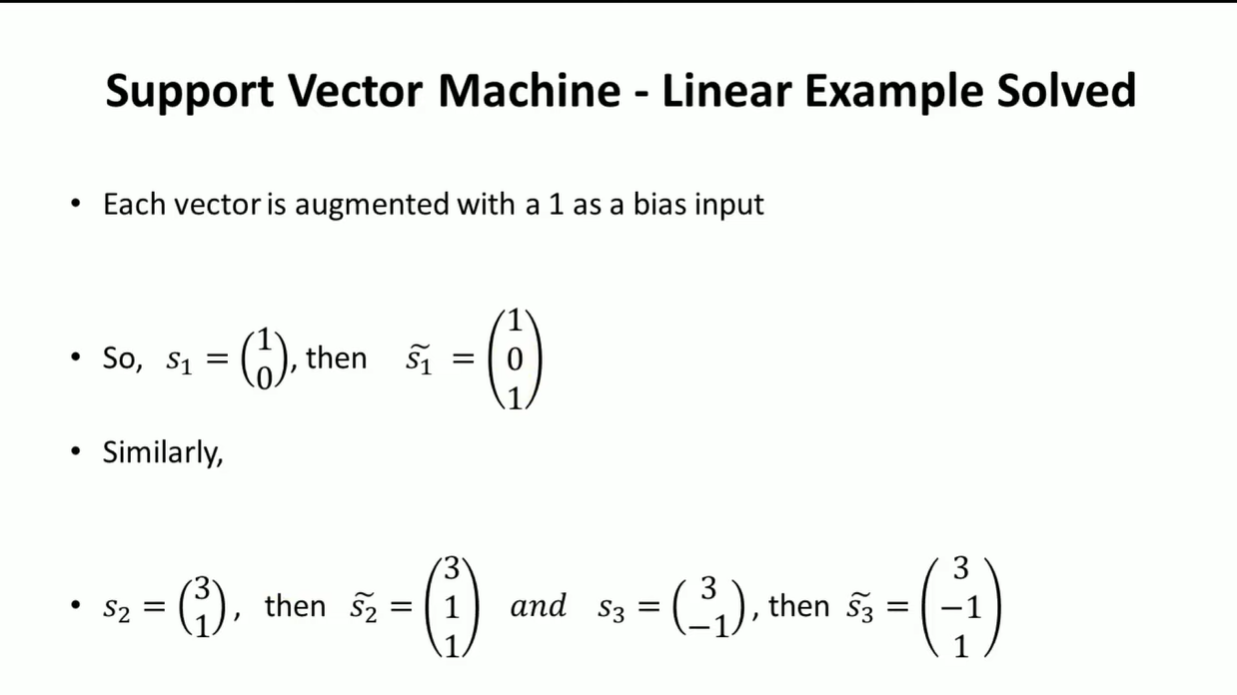 Support Vector Machine - Linear Example Solved
• Each vector is augmented with a 1 as a bias input
• So, s₁ = (1 0), then s̃₁ = (1 0 1)
• Similarly,
• s₂ = (3 1), then s̃₂ = (3 1 1) and s₃ = (3 −1), then s̃₃ = (3 −1 1)